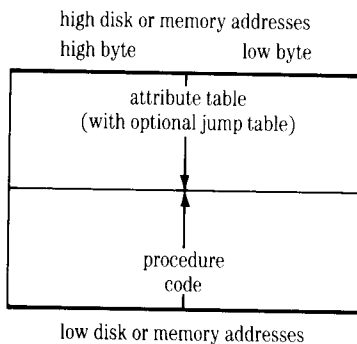 high disk or memory addresses
high byte low byte
attribute table
(with optional jump table)
procedure
code
low disk or memory addresses